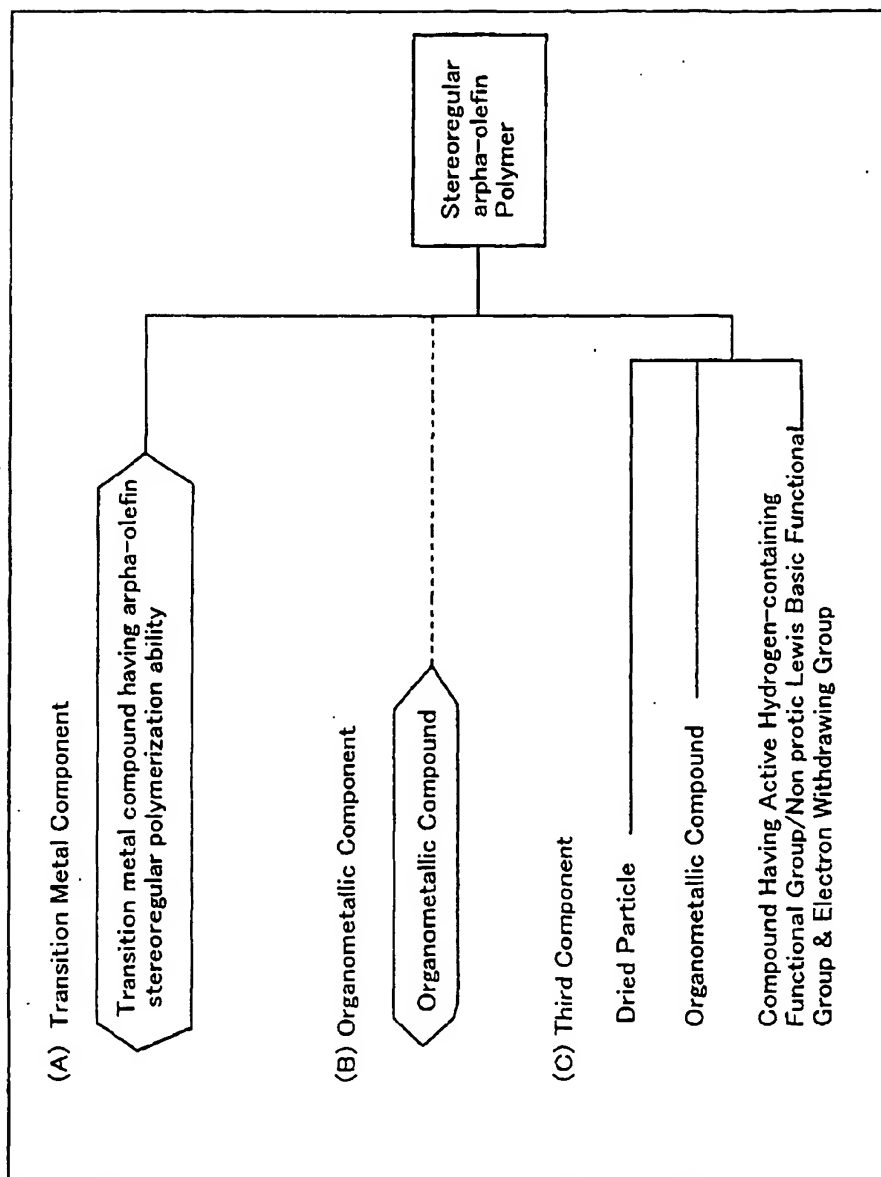 (A) Transition Metal Component
Transition metal compound having arpha-olefin
stereoregular polymerization ability
(B) Organometallic Component
Organometallic Compound
(C) Third Component
Dried Particle
Organometallic Compound
Compound Having Active Hydrogen-containing
Functional Group/Non protic Lewis Basic Functional
Group & Electron Withdrawing Group
Stereoregular
arpha-olefin
Polymer